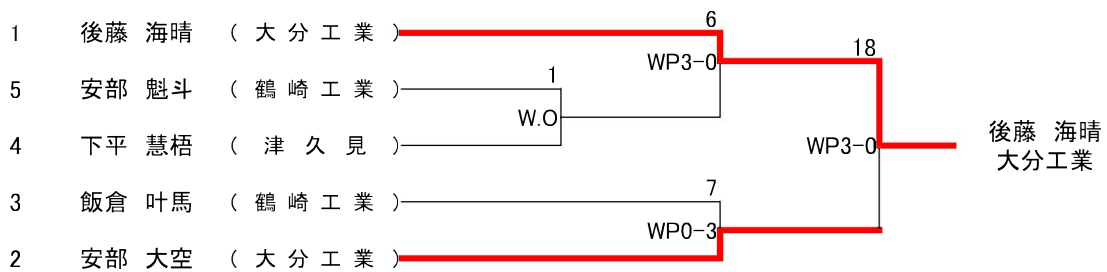 6
1 後藤 海晴 ( 大 分 工 業 )
18
WP3-0
1
5 安部 魁斗 ( 鶴 崎 工 業 )
W.O
後藤 海晴
4 下平 慧梧 ( 津 久 見 )
WP3-0
大分工業
7
3 飯倉 叶馬 ( 鶴 崎 工 業 )
WP0-3
2 安部 大空 ( 大 分 工 業 )